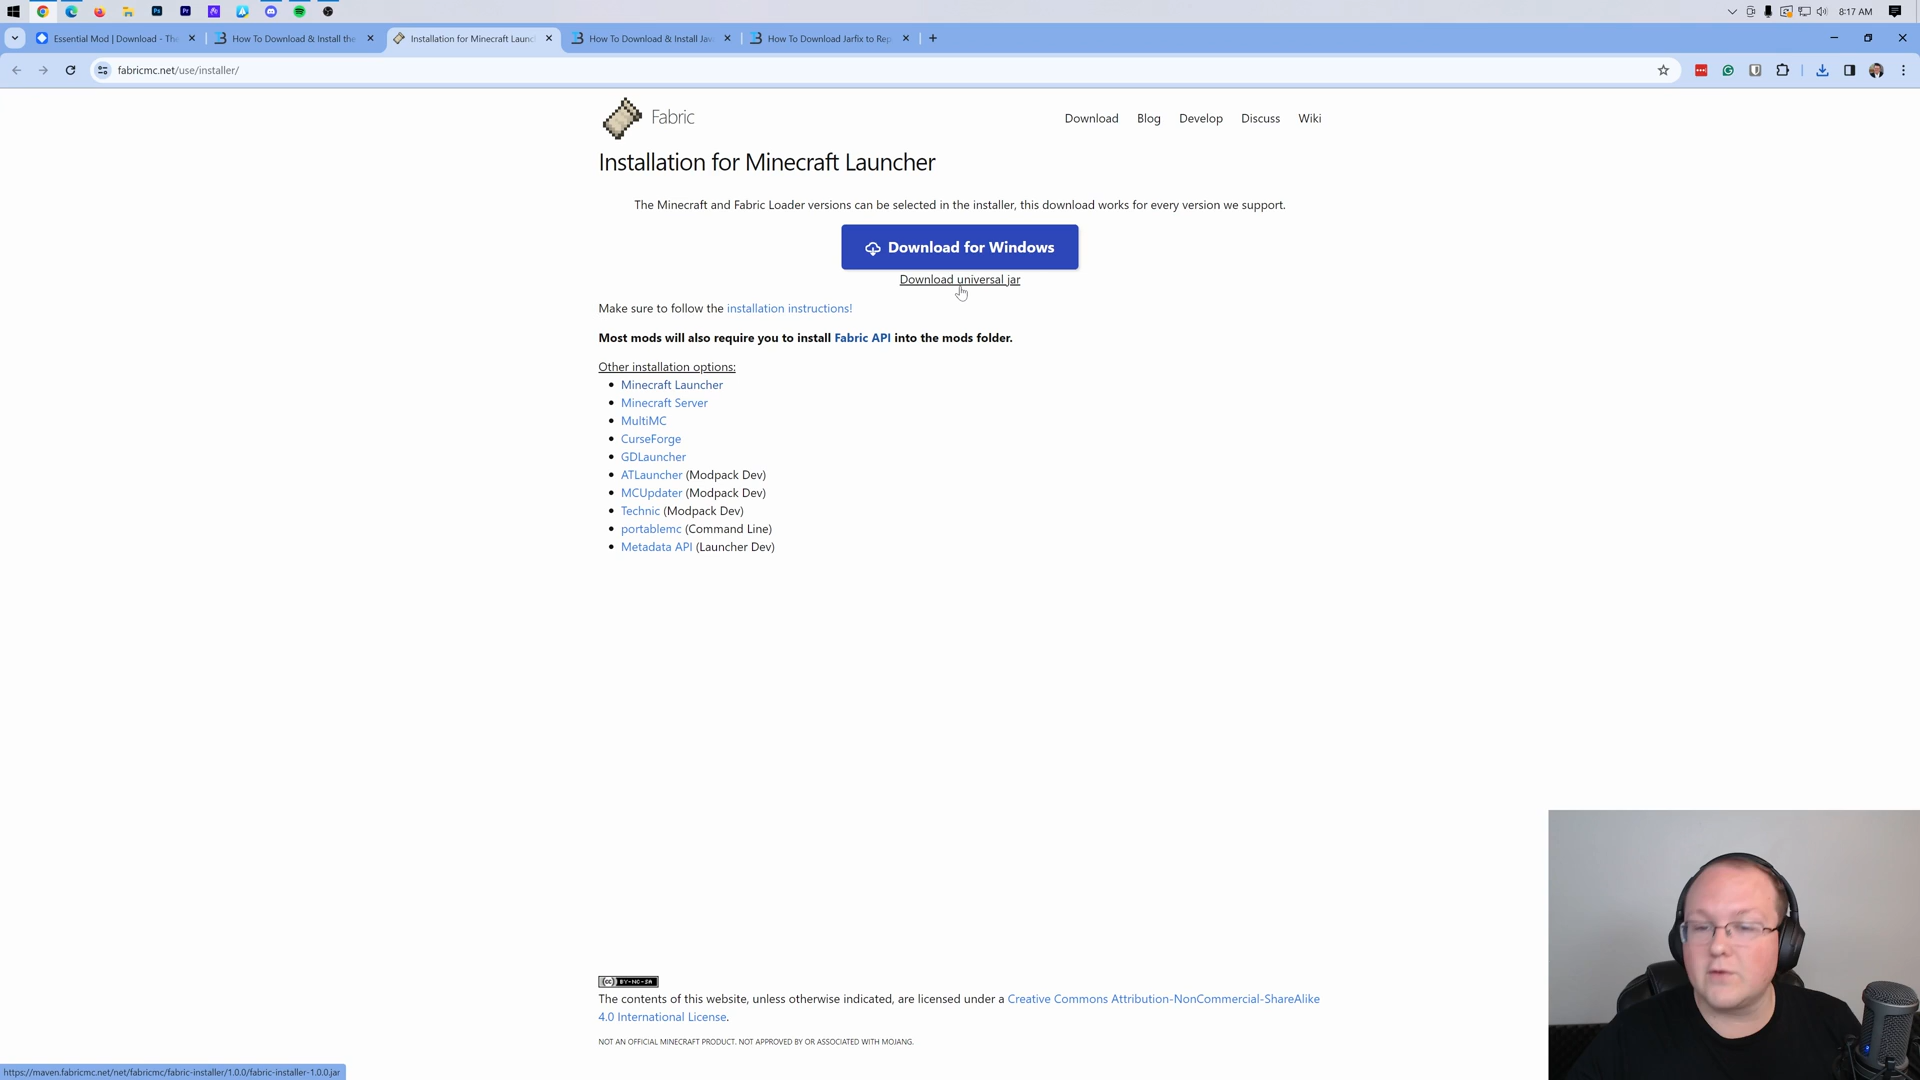 8:17 AM
Essential Mod | Download - The
How To Download & Install the
Installation for Minecraft Launc
How To Download & Install Jav
How To Download Jarfix to Rep
fabricmc.net/use/installer/
Fabric
Download
Blog
Develop
Discuss
Wiki
Installation for Minecraft Launcher
The Minecraft and Fabric Loader versions can be selected in the installer, this download works for every version we support.
Download for Windows
Download universal jar
Make sure to follow the installation instructions!
Most mods will also require you to install Fabric API into the mods folder.
Other installation options:
Minecraft Launcher
Minecraft Server
MultiMC
CurseForge
GDLauncher
ATLauncher (Modpack Dev)
MCUpdater (Modpack Dev)
Technic (Modpack Dev)
portablemc (Command Line)
Metadata API (Launcher Dev)
(cc) BY-NC-SA
The contents of this website, unless otherwise indicated, are licensed under a Creative Commons Attribution-NonCommercial-ShareAlike
4.0 International License.
NOT AN OFFICIAL MINECRAFT PRODUCT. NOT APPROVED BY OR ASSOCIATED WITH MOJANG.
https://maven.fabricmc.net/net/fabricmc/fabric-installer/1.0.0/fabric-installer-1.0.0.jar